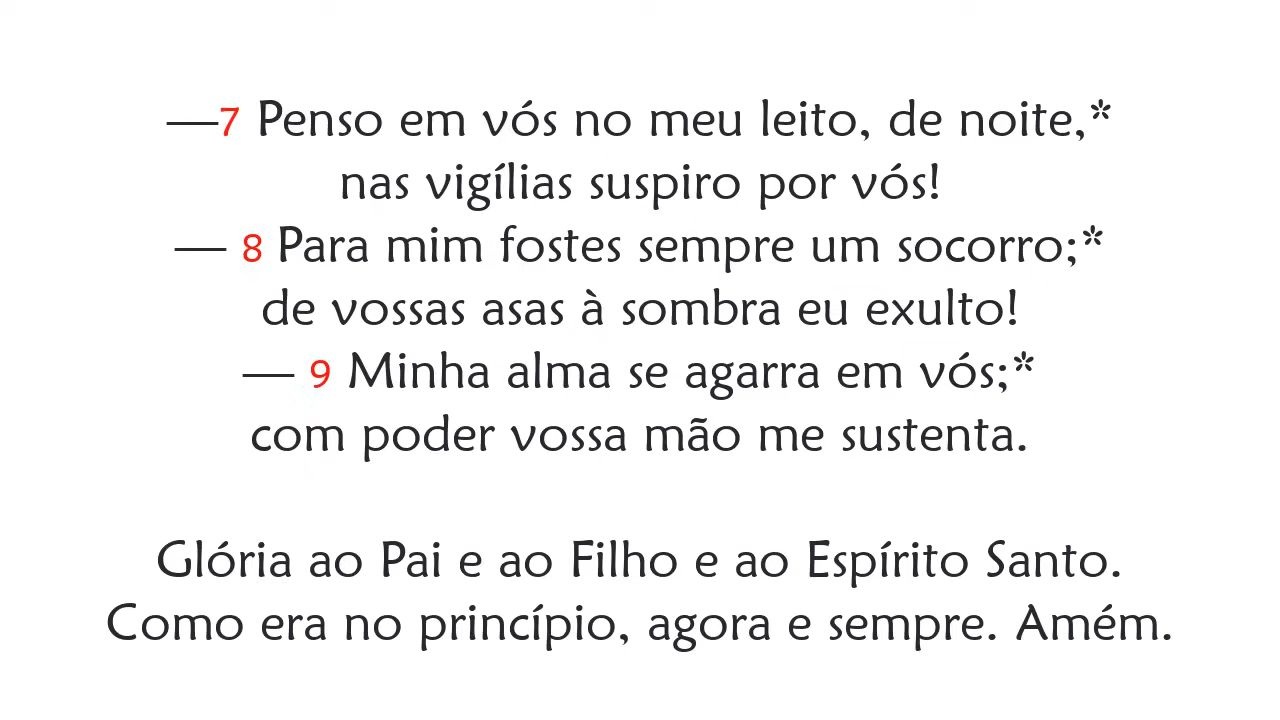 —7 Penso em vós no meu leito, de noite,*
nas vigílias suspiro por vós!
— 8 Para mim fostes sempre um socorro;*
de vossas asas à sombra eu exulto!
— 9 Minha alma se agarra em vós;*
com poder vossa mão me sustenta.
Glória ao Pai e ao Filho e ao Espírito Santo.
Como era no princípio, agora e sempre. Amém.